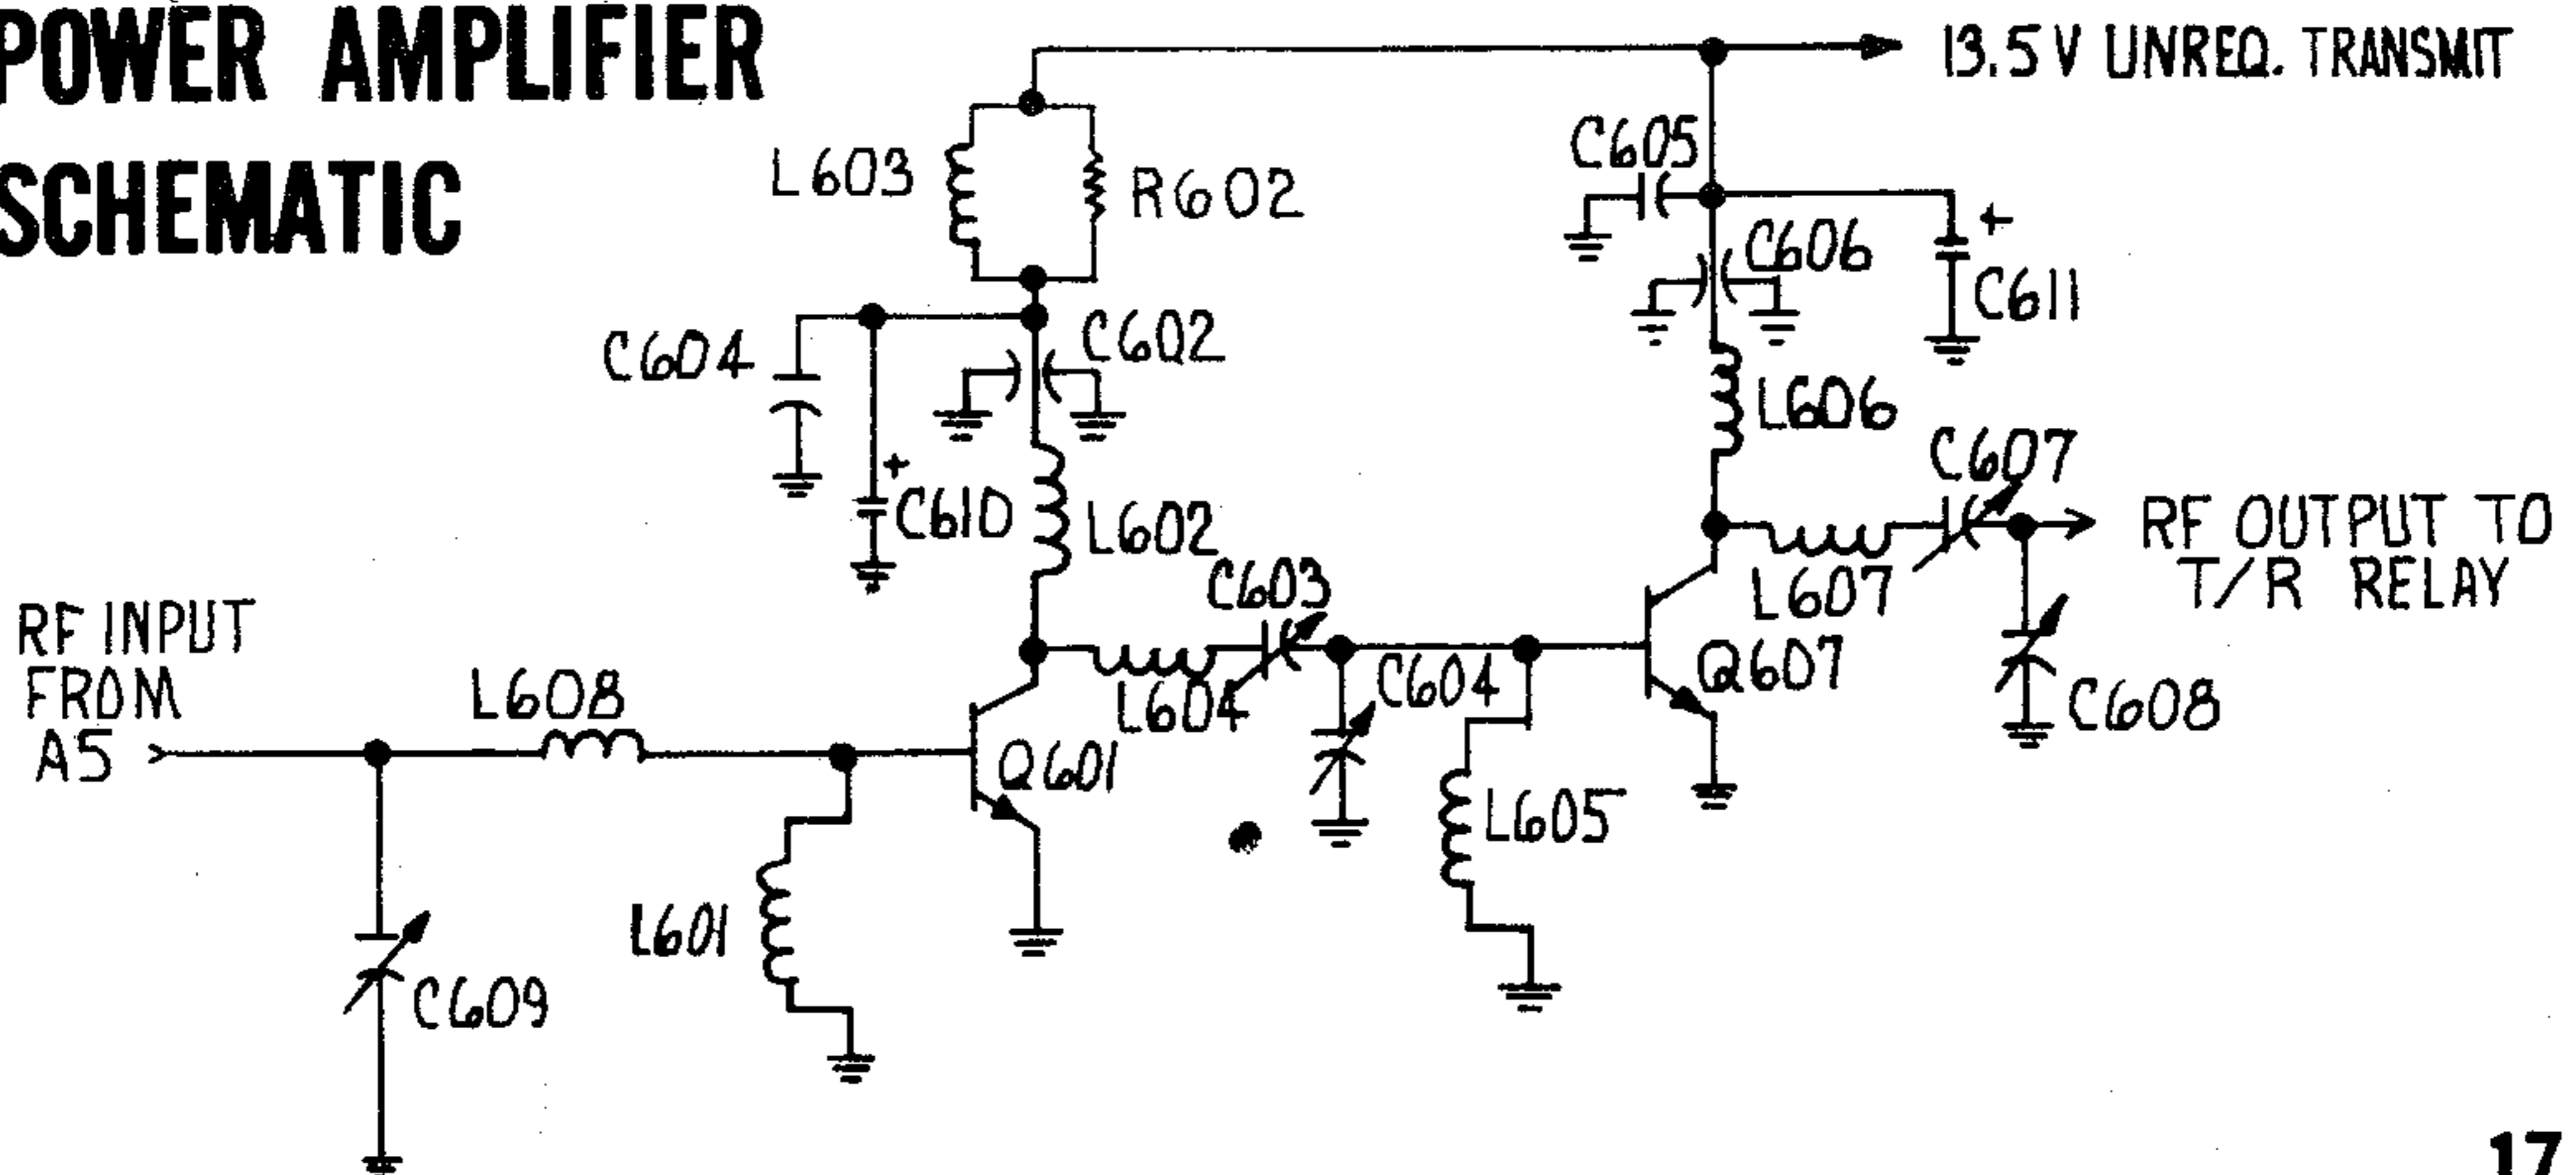 POWER AMPLIFIER
SCHEMATIC
13.5 V UNREQ. TRANSMIT
L603
R602
C605
C606
C611
C604
C602
C610
L602
L606
C607
RF OUTPUT TO
T/R RELAY
C603
L604
C604
Q607
L607
C608
RF INPUT
FROM
A5
L608
Q601
L605
L601
C609
17